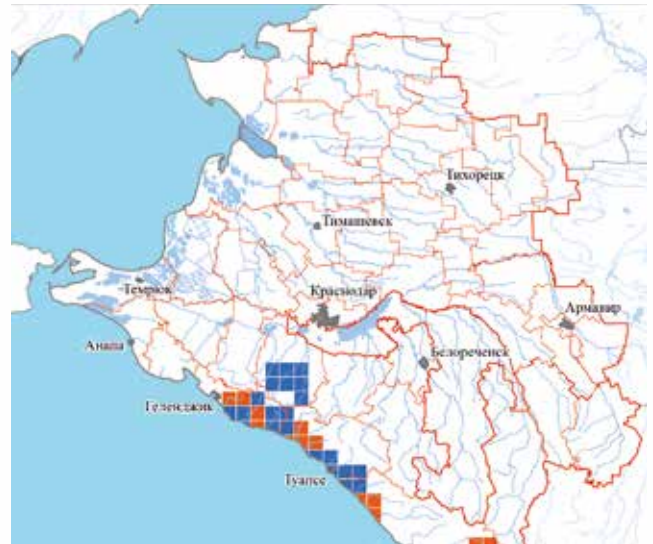 Тихорецк
Тимашевск
Темрюк
Краснодар
Армавир
Анапа
Белореченск
Геленджик
Туапсе